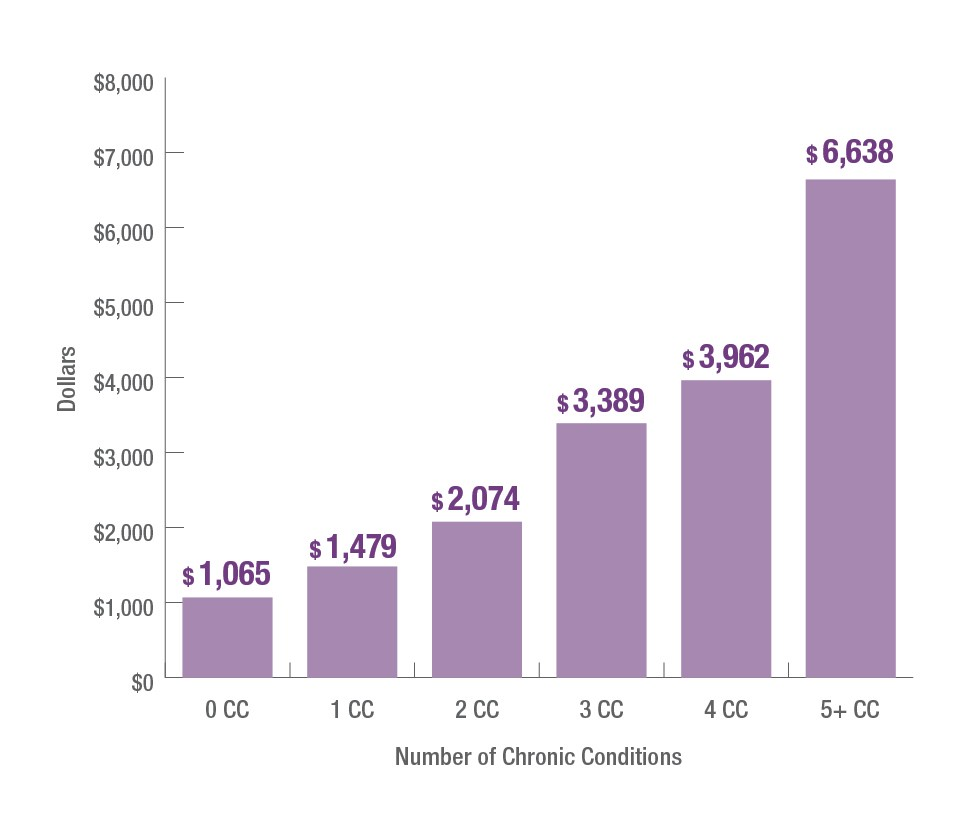 $8,000
$7,000
$6,000
$5,000
$4,000
$3,000
$2,000
$1,000
$0
Dollars
$ 1,065
$ 1,479
$ 2,074
$ 3,389
$ 3,962
$ 6,638
0 CC
1 CC
2 CC
3 CC
4 CC
5+ CC
Number of Chronic Conditions